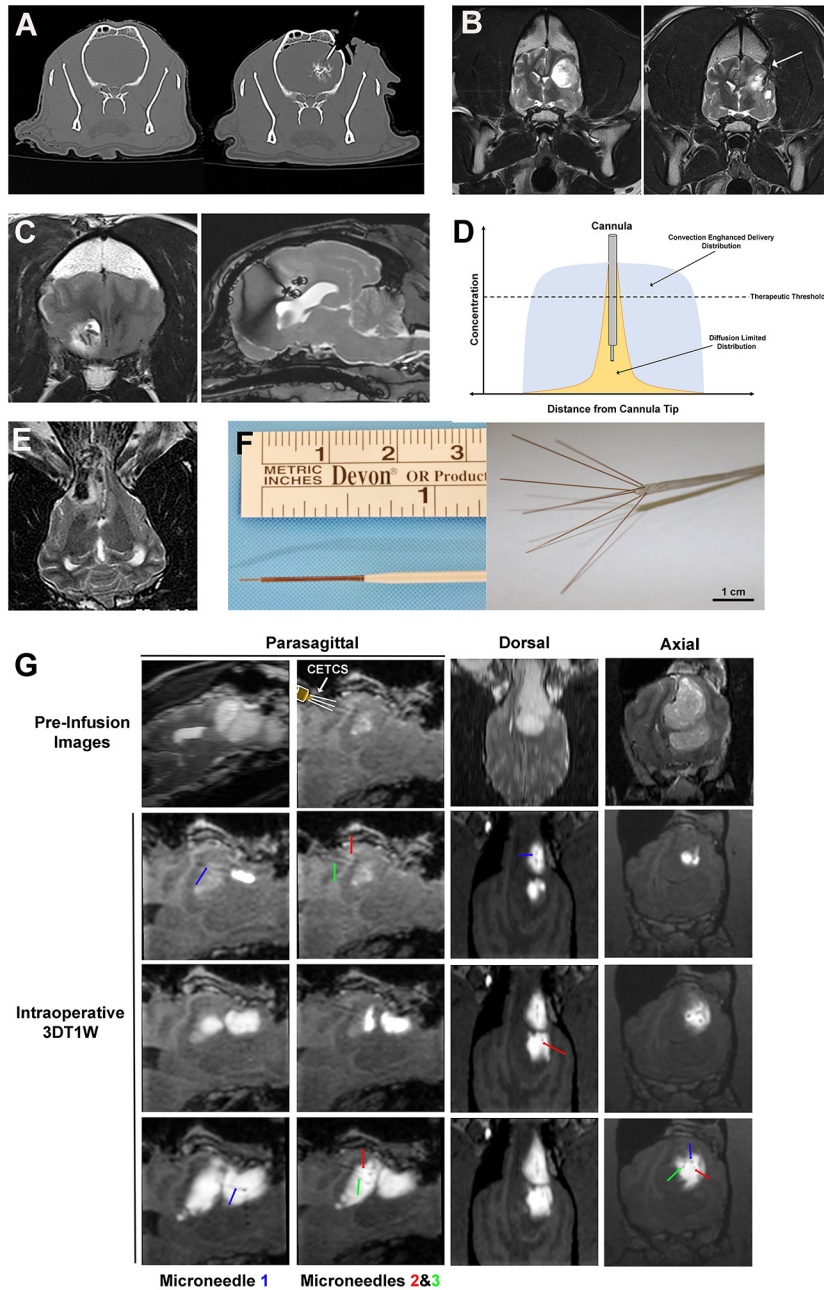 A
B
C
D
Cannula
Convection Enghanced Delivery
Distribution
Therapeutic Threshold
Diffusion Limited
Distribution
Concentration
Distance from Cannula Tip
E
F
1 2 3
METRIC
INCHES Devon® OR Product
1
1 cm
G
Parasagittal Dorsal Axial
CETCS
Pre-Infusion
Images
Intraoperative
3DT1W
Microneedle 1 Microneedles 2&3